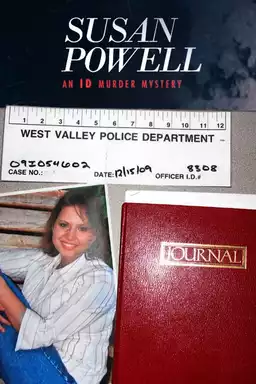 SUSAN
POWELL
AN ID MURDER MYSTERY
1 2 3 4 5 6 7 8 9 10 11 12
WEST VALLEY POLICE DEPARTMENT
09I054602 12/15/09 8308
CASE NO.: DATE: OFFICER I.D.#
JOURNAL